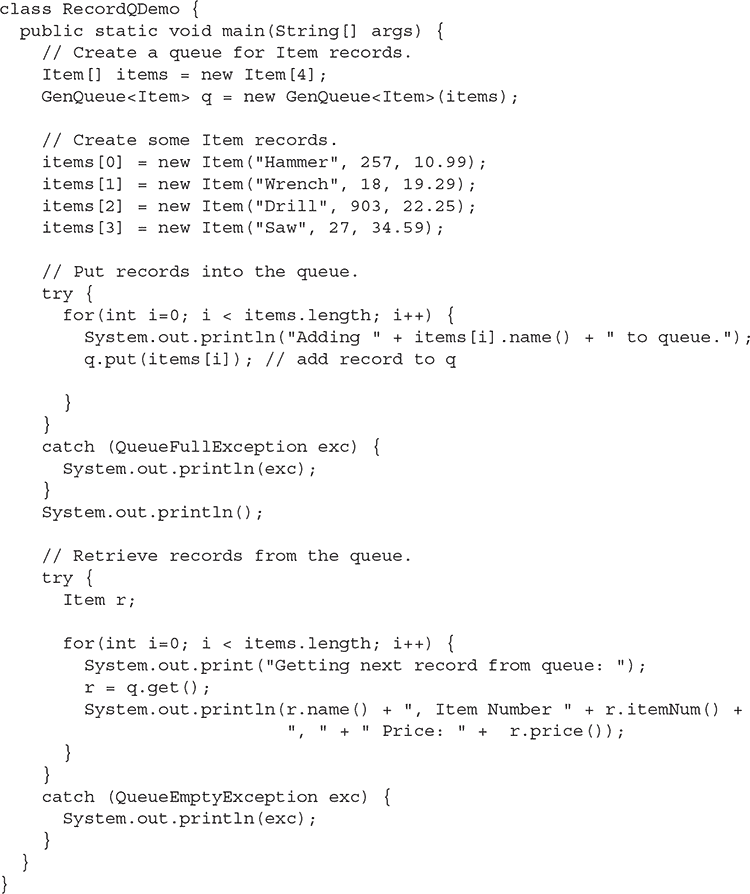 class RecordQDemo {
  public static void main(String[] args) {
    // Create a queue for Item records.
    Item[] items = new Item[4];
    GenQueue<Item> q = new GenQueue<Item>(items);

    // Create some Item records.
    items[0] = new Item("Hammer", 257, 10.99);
    items[1] = new Item("Wrench", 18, 19.29);
    items[2] = new Item("Drill", 903, 22.25);
    items[3] = new Item("Saw", 27, 34.59);

    // Put records into the queue.
    try {
      for(int i=0; i < items.length; i++) {
        System.out.println("Adding " + items[i].name() + " to queue.");
        q.put(items[i]); // add record to q

      }
    }
    catch (QueueFullException exc) {
      System.out.println(exc);
    }
    System.out.println();

    // Retrieve records from the queue.
    try {
      Item r;

      for(int i=0; i < items.length; i++) {
        System.out.print("Getting next record from queue: ");
        r = q.get();
        System.out.println(r.name() + ", Item Number " + r.itemNum() +
                           ", " + " Price: " +  r.price());
      }
    }
    catch (QueueEmptyException exc) {
      System.out.println(exc);
    }
  }
}